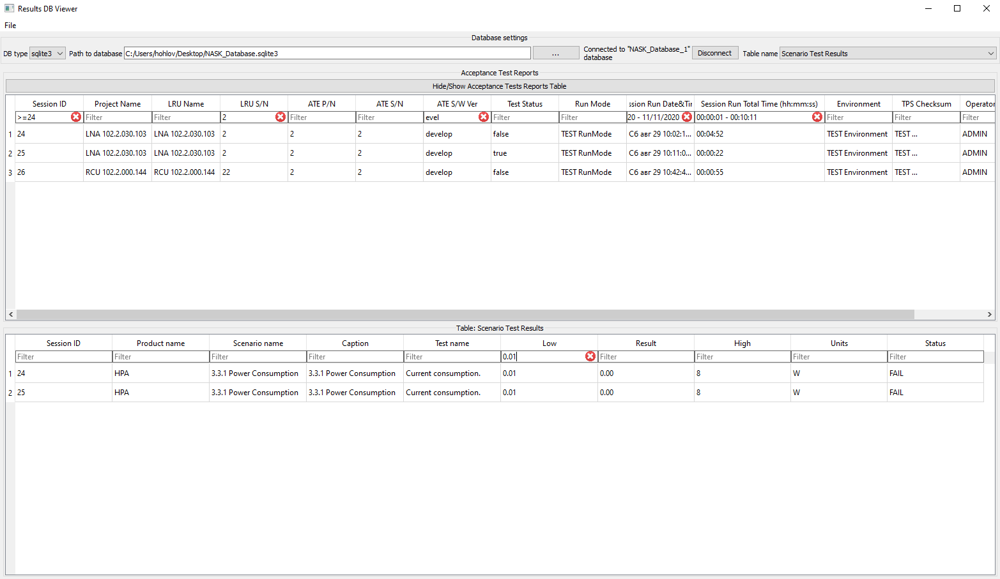 Results DB Viewer
File
Database settings
DB type sqlite3 Path to database C:/Users/hohlov/Desktop/NASK_Database.sqlite3 ... Connected to "NASK_Database_1" database Disconnect Table name Scenario Test Results
Acceptance Test Reports
Hide/Show Acceptance Tests Reports Table
Session ID Project Name LRU Name LRU S/N ATE P/N ATE S/N ATE S/W Ver Test Status Run Mode ssion Run Date&Tir Session Run Total Time (hh:mm:ss) Environment TPS Checksum Operator
>=24 Filter Filter 2 Filter Filter evel Filter Filter 20 - 11/11/2020 00:00:01 - 00:10:11 Filter Filter Filter
1 24 LNA 102.2.030.103 LNA 102.2.030.103 2 2 2 develop false TEST RunMode Сб авг 29 10:02:1... 00:04:52 TEST Environment TEST ... ADMIN
2 25 LNA 102.2.030.103 LNA 102.2.030.103 2 2 2 develop true TEST RunMode Сб авг 29 10:11:0... 00:00:22 TEST Environment TEST ... ADMIN
3 26 RCU 102.2.000.144 RCU 102.2.000.144 22 2 2 develop false TEST RunMode Сб авг 29 10:42:4... 00:00:55 TEST Environment TEST ... ADMIN
Table: Scenario Test Results
Session ID Product name Scenario name Caption Test name Low Result High Units Status
Filter Filter Filter Filter Filter 0.01 Filter Filter Filter Filter
1 24 HPA 3.3.1 Power Consumption 3.3.1 Power Consumption Current consumption. 0.01 0.00 8 W FAIL
2 25 HPA 3.3.1 Power Consumption 3.3.1 Power Consumption Current consumption. 0.01 0.00 8 W FAIL